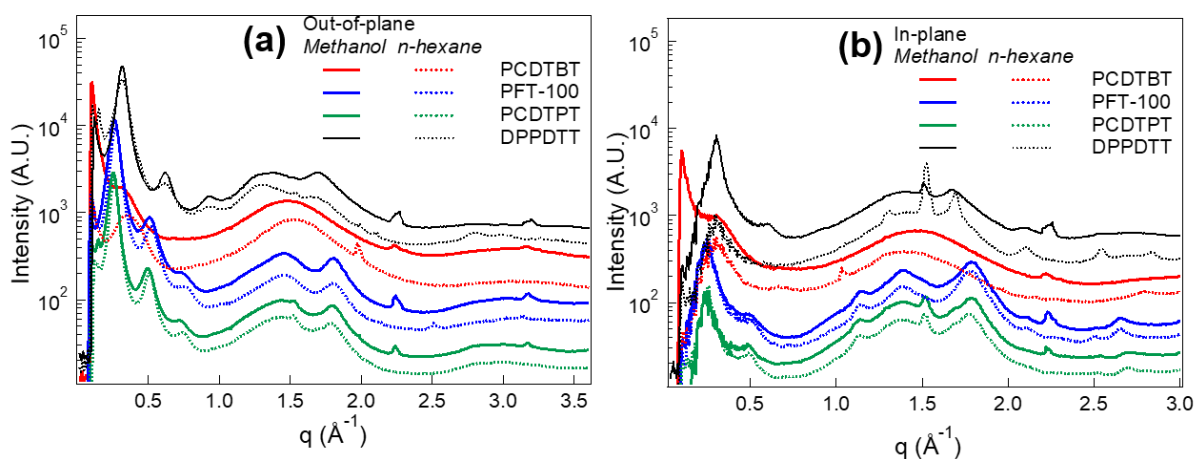 (a)
Out-of-plane
Methanol n-hexane
PCDTBT
PFT-100
PCDTPT
DPPDTT
Intensity (A.U.)
10^5
10^4
10^3
10^2
0.5 1.0 1.5 2.0 2.5 3.0 3.5
q (Å^-1)
(b)
In-plane
Methanol n-hexane
PCDTBT
PFT-100
PCDTPT
DPPDTT
Intensity (A.U.)
10^5
10^4
10^3
10^2
0.5 1.0 1.5 2.0 2.5 3.0
q (Å^-1)